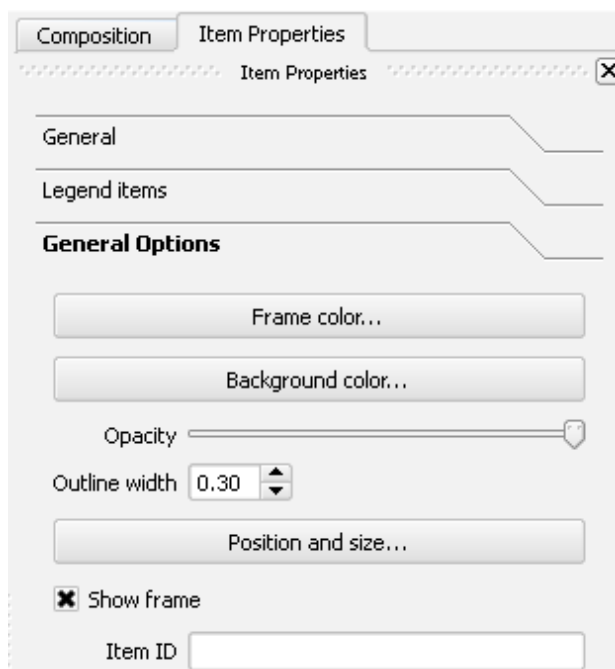 Composition
Item Properties
Item Properties
General
Legend items
General Options
Frame color...
Background color...
Opacity
Outline width 0.30
Position and size...
Show frame
Item ID